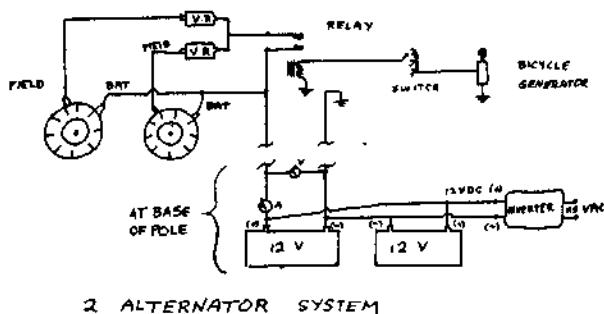 V.R
FIELD
V.R
RELAY
FIELD
BAT
BAT
SWITCH
BICYCLE
GENERATOR
V
A
AT BASE
OF POLE
12VDC (+)
INVERTER
VAC
(+)
(-)
(-)
(+)
(-)
12 V
12 V
2 ALTERNATOR SYSTEM